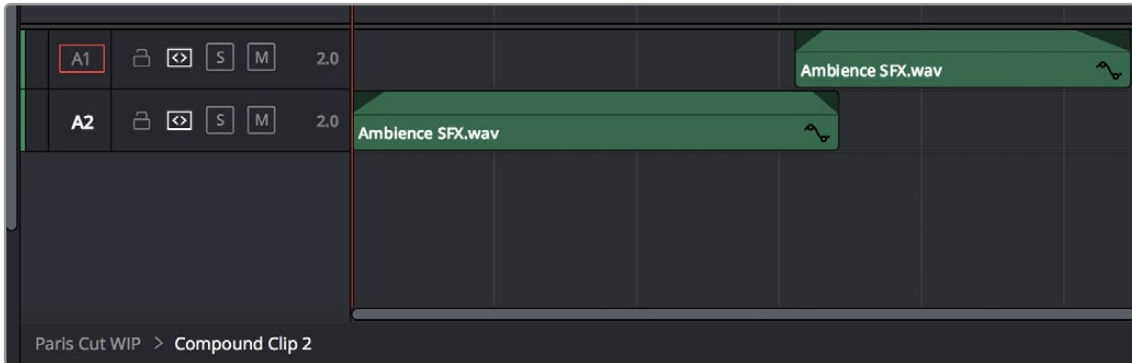 A1 S M 2.0
Ambience SFX.wav
A2 S M 2.0
Ambience SFX.wav
Paris Cut WIP > Compound Clip 2